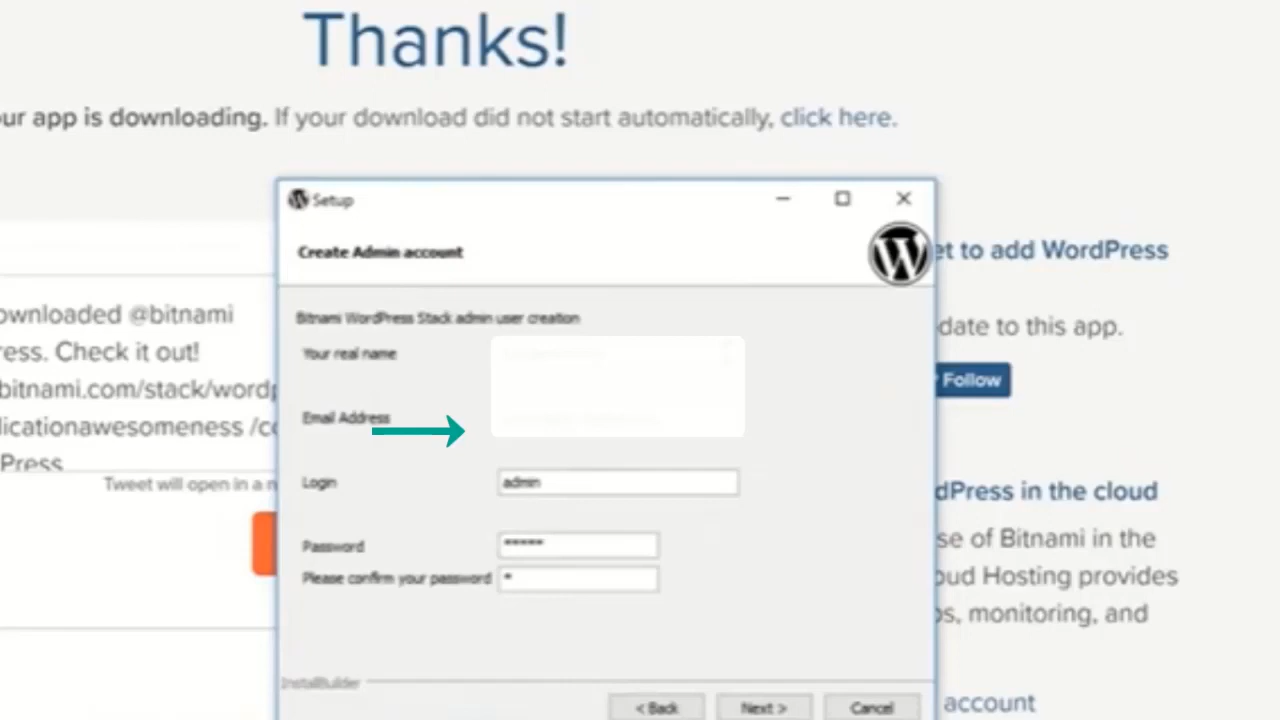 Thanks!
ur app is downloading. If your download did not start automatically, click here.
Setup
Create Admin account
et to add WordPress
Bitnami WordPress Stack admin user creation
ownloaded @bitnami
date to this app.
Your real name
ress. Check it out!
bitnami.com/stack/wordp
Follow
Email Address
licationawesomeness /co
Press
Tweet will open in a n
Login
admin
dPress in the cloud
se of Bitnami in the
Password
*****
Please confirm your password
*
oud Hosting provides
os, monitoring, and
InstallBuilder
< Back
Next >
Cancel
account